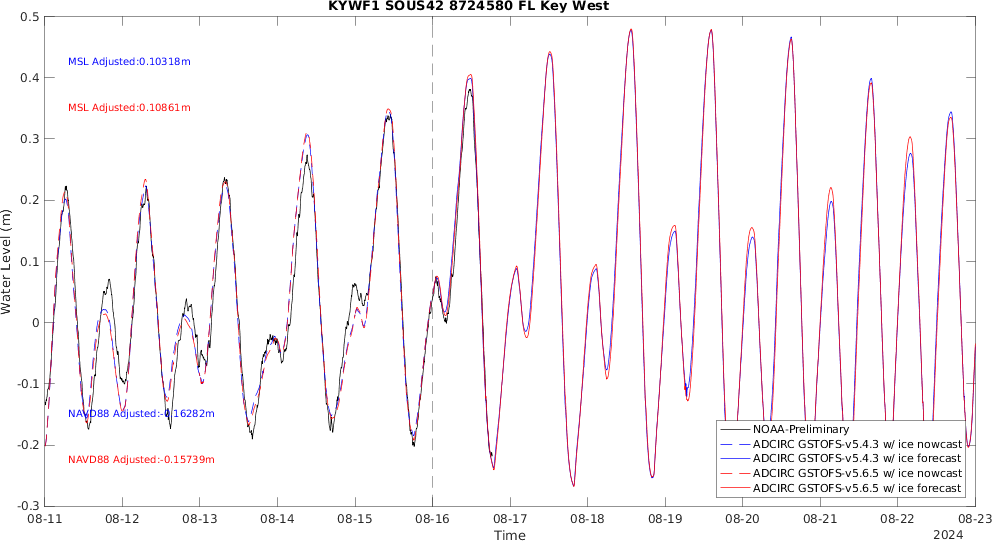 KYWF1 SOUS42 8724580 FL Key West
0.5
0.4
0.3
0.2
0.1
0
-0.1
-0.2
-0.3
Water Level (m)
MSL Adjusted:0.10318m
MSL Adjusted:0.10861m
NAVD88 Adjusted:-0.16282m
NAVD88 Adjusted:-0.15739m
NOAA-Preliminary
ADCIRC GSTOFS-v5.4.3 w/ ice nowcast
ADCIRC GSTOFS-v5.4.3 w/ ice forecast
ADCIRC GSTOFS-v5.6.5 w/ ice nowcast
ADCIRC GSTOFS-v5.6.5 w/ ice forecast
08-11 08-12 08-13 08-14 08-15 08-16 08-17 08-18 08-19 08-20 08-21 08-22 08-23
Time
2024